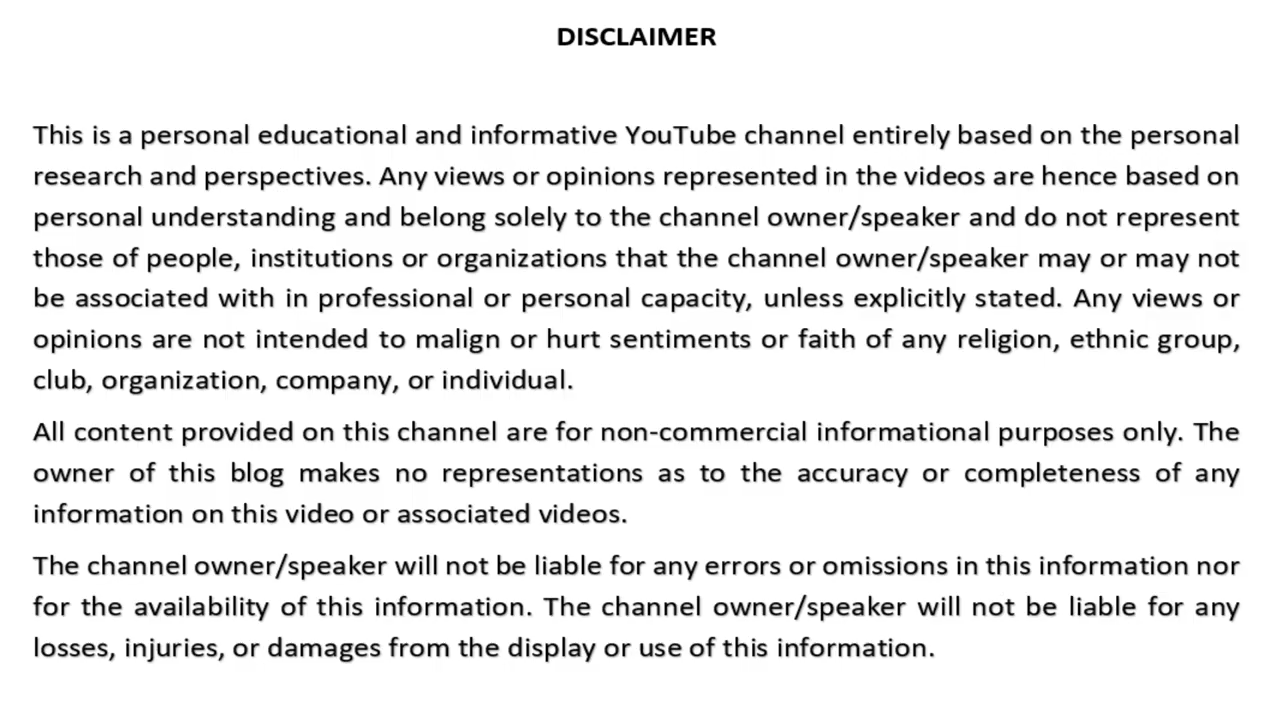 DISCLAIMER
This is a personal educational and informative YouTube channel entirely based on the personal
research and perspectives. Any views or opinions represented in the videos are hence based on
personal understanding and belong solely to the channel owner/speaker and do not represent
those of people, institutions or organizations that the channel owner/speaker may or may not
be associated with in professional or personal capacity, unless explicitly stated. Any views or
opinions are not intended to malign or hurt sentiments or faith of any religion, ethnic group,
club, organization, company, or individual.
All content provided on this channel are for non-commercial informational purposes only. The
owner of this blog makes no representations as to the accuracy or completeness of any
information on this video or associated videos.
The channel owner/speaker will not be liable for any errors or omissions in this information nor
for the availability of this information. The channel owner/speaker will not be liable for any
losses, injuries, or damages from the display or use of this information.